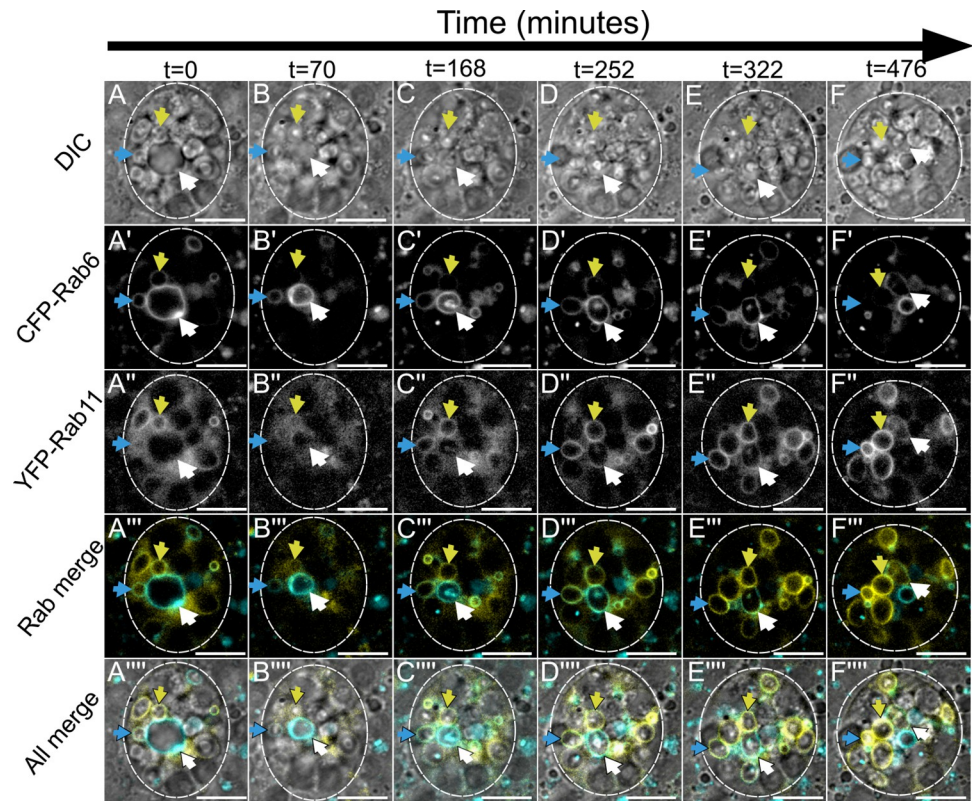 Time (minutes)
t=0 t=70 t=168 t=252 t=322 t=476
DIC A B C D E F
CFP-Rab6 A' B' C' D' E' F'
YFP-Rab11 A'' B'' C'' D'' E'' F''
Rab merge A''' B''' C''' D''' E''' F'''
All merge A'''' B'''' C'''' D'''' E'''' F''''